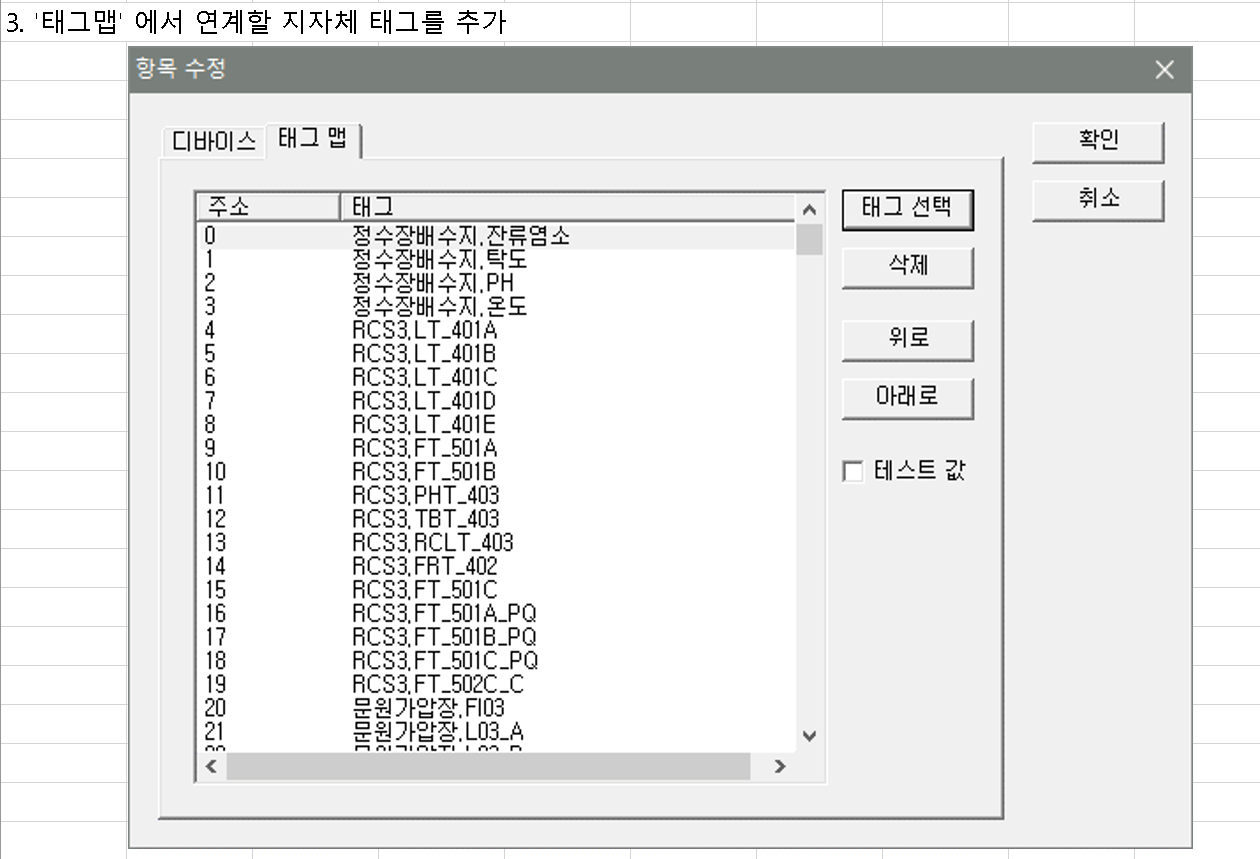 3. '태그맵' 에서 연계할 지자체 태그를 추가
항목 수정
디바이스 태그 맵
확인
취소
주소 태그
0 정수장배수지.잔류염소
1 정수장배수지.탁도
2 정수장배수지.PH
3 정수장배수지.온도
4 RCS3.LT_401A
5 RCS3.LT_401B
6 RCS3.LT_401C
7 RCS3.LT_401D
8 RCS3.LT_401E
9 RCS3.FT_501A
10 RCS3.FT_501B
11 RCS3.PHT_403
12 RCS3.TBT_403
13 RCS3.RCLT_403
14 RCS3.FRT_402
15 RCS3.FT_501C
16 RCS3.FT_501A_PQ
17 RCS3.FT_501B_PQ
18 RCS3.FT_501C_PQ
19 RCS3.FT_502C_C
20 문원가압장.FI03
21 문원가압장.L03_A
태그 선택
삭제
위로
아래로
테스트 값